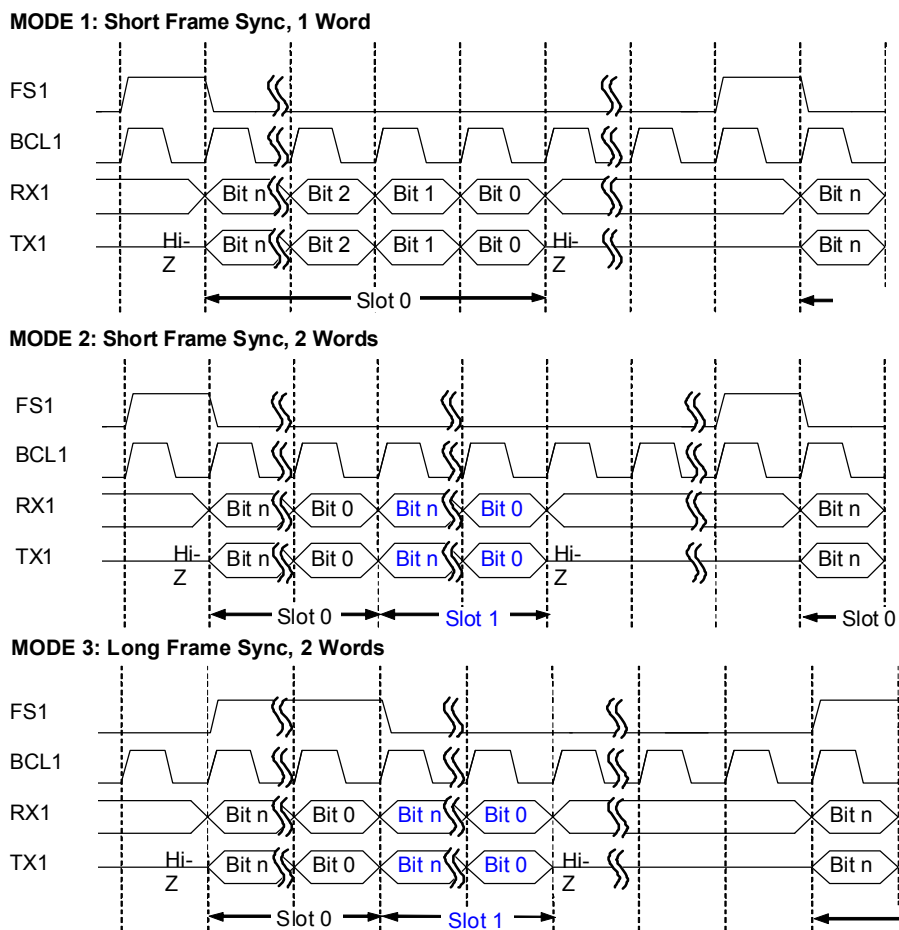 MODE 1: Short Frame Sync, 1 Word
FS1
BCL1
RX1 Bit n Bit 2 Bit 1 Bit 0 Bit n
TX1 Hi-Z Bit n Bit 2 Bit 1 Bit 0 Hi-Z Bit n
Slot 0
MODE 2: Short Frame Sync, 2 Words
FS1
BCL1
RX1 Bit n Bit 0 Bit n Bit 0 Bit n
TX1 Hi-Z Bit n Bit 0 Bit n Bit 0 Hi-Z Bit n
Slot 0 Slot 1 Slot 0
MODE 3: Long Frame Sync, 2 Words
FS1
BCL1
RX1 Bit n Bit 0 Bit n Bit 0 Bit n
TX1 Hi-Z Bit n Bit 0 Bit n Bit 0 Hi-Z Bit n
Slot 0 Slot 1